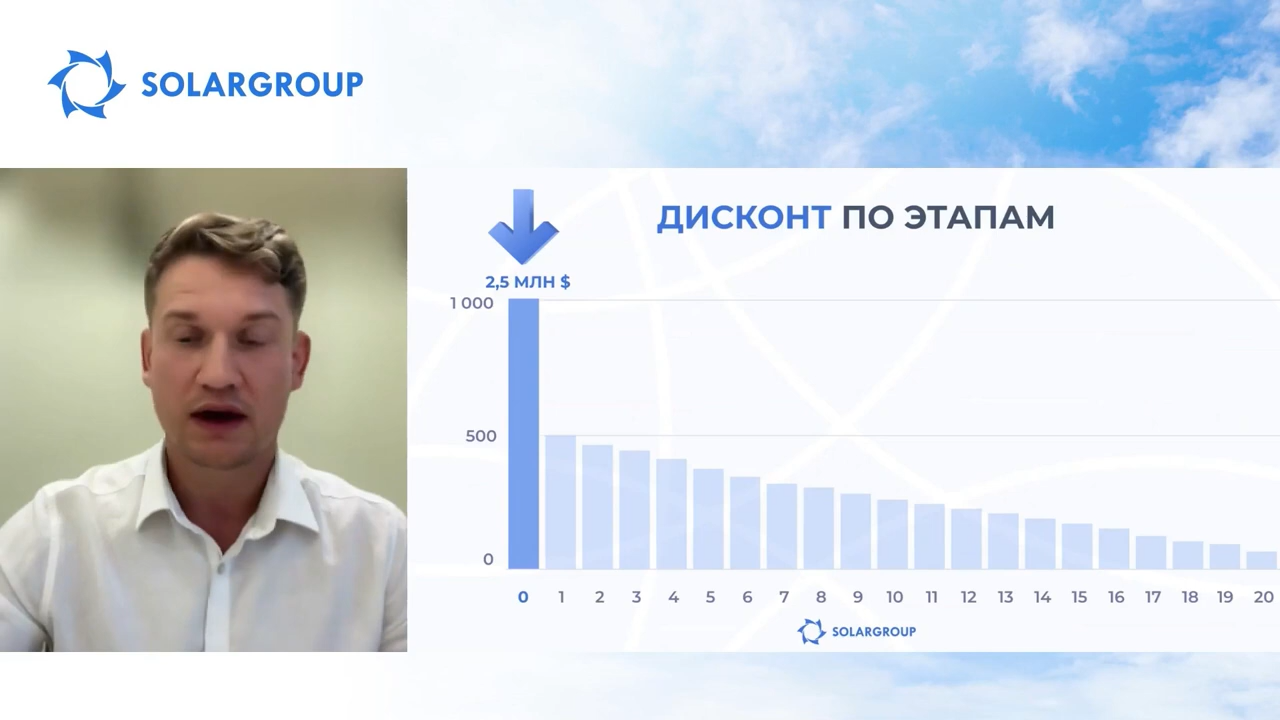 SOLARGROUP
ДИСКОНТ ПО ЭТАПАМ
2,5 МЛН $
1 000
500
0
0 1 2 3 4 5 6 7 8 9 10 11 12 13 14 15 16 17 18 19 20
SOLARGROUP